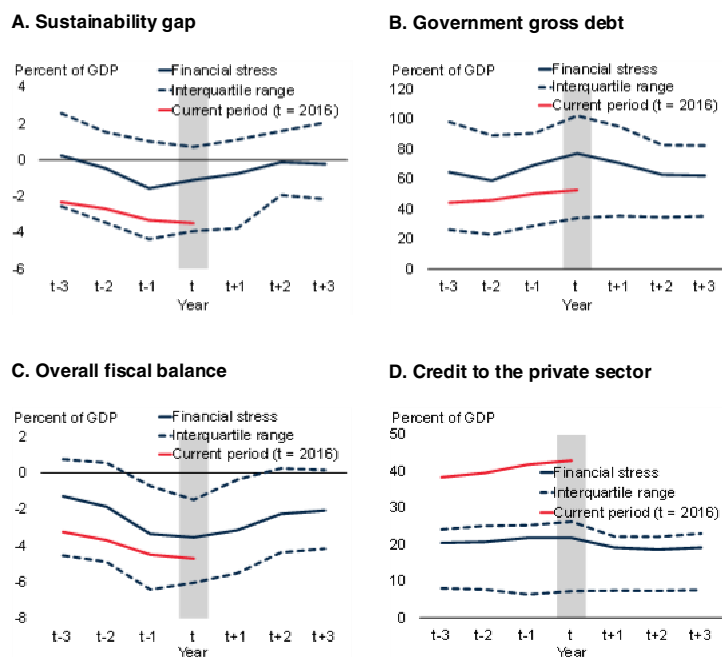 A. Sustainability gap
Percent of GDP
Financial stress
Interquartile range
Current period (t = 2016)
4
2
0
-2
-4
-6
t-3 t-2 t-1 t t+1 t+2 t+3
Year
B. Government gross debt
Percent of GDP
Financial stress
Interquartile range
Current period (t = 2016)
120
100
80
60
40
20
0
t-3 t-2 t-1 t t+1 t+2 t+3
Year
C. Overall fiscal balance
Percent of GDP
Financial stress
Interquartile range
Current period (t = 2016)
2
0
-2
-4
-6
-8
t-3 t-2 t-1 t t+1 t+2 t+3
Year
D. Credit to the private sector
Percent of GDP
50
40
30
20
10
0
Financial stress
Interquartile range
Current period (t = 2016)
t-3 t-2 t-1 t t+1 t+2 t+3
Year